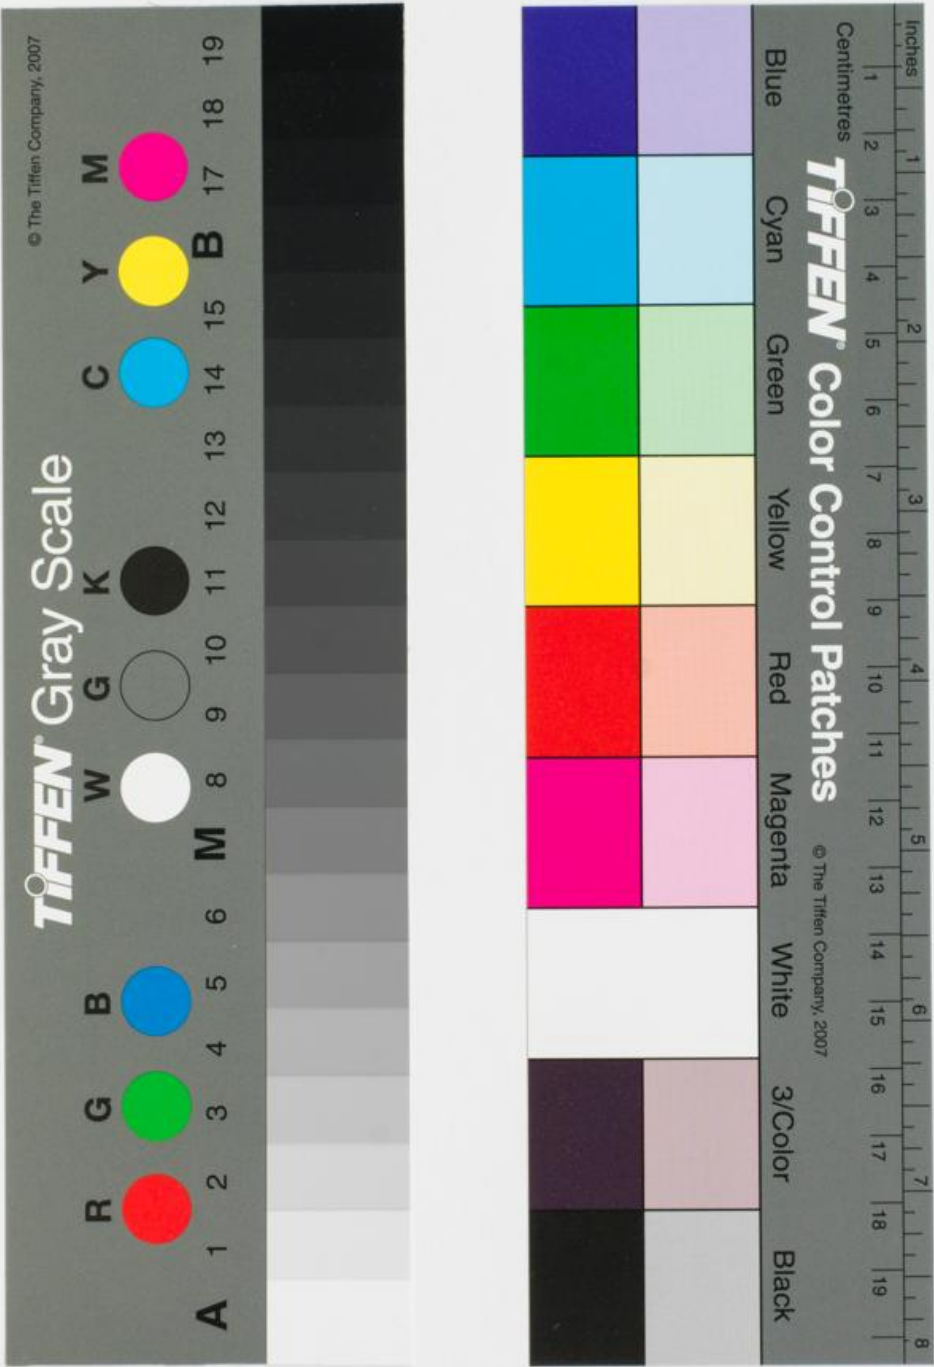 TIFFEN® Gray Scale
© The Tiffen Company, 2007
R G B W G K C Y M
A 1 2 3 4 5 6 M 8 9 10 11 12 13 14 15 B 17 18 19
Inches 1 2 3 4 5 6 7 8
Centimetres 1 2 3 4 5 6 7 8 9 10 11 12 13 14 15 16 17 18 19
TIFFEN® Color Control Patches © The Tiffen Company, 2007
Blue Cyan Green Yellow Red Magenta White 3/Color Black